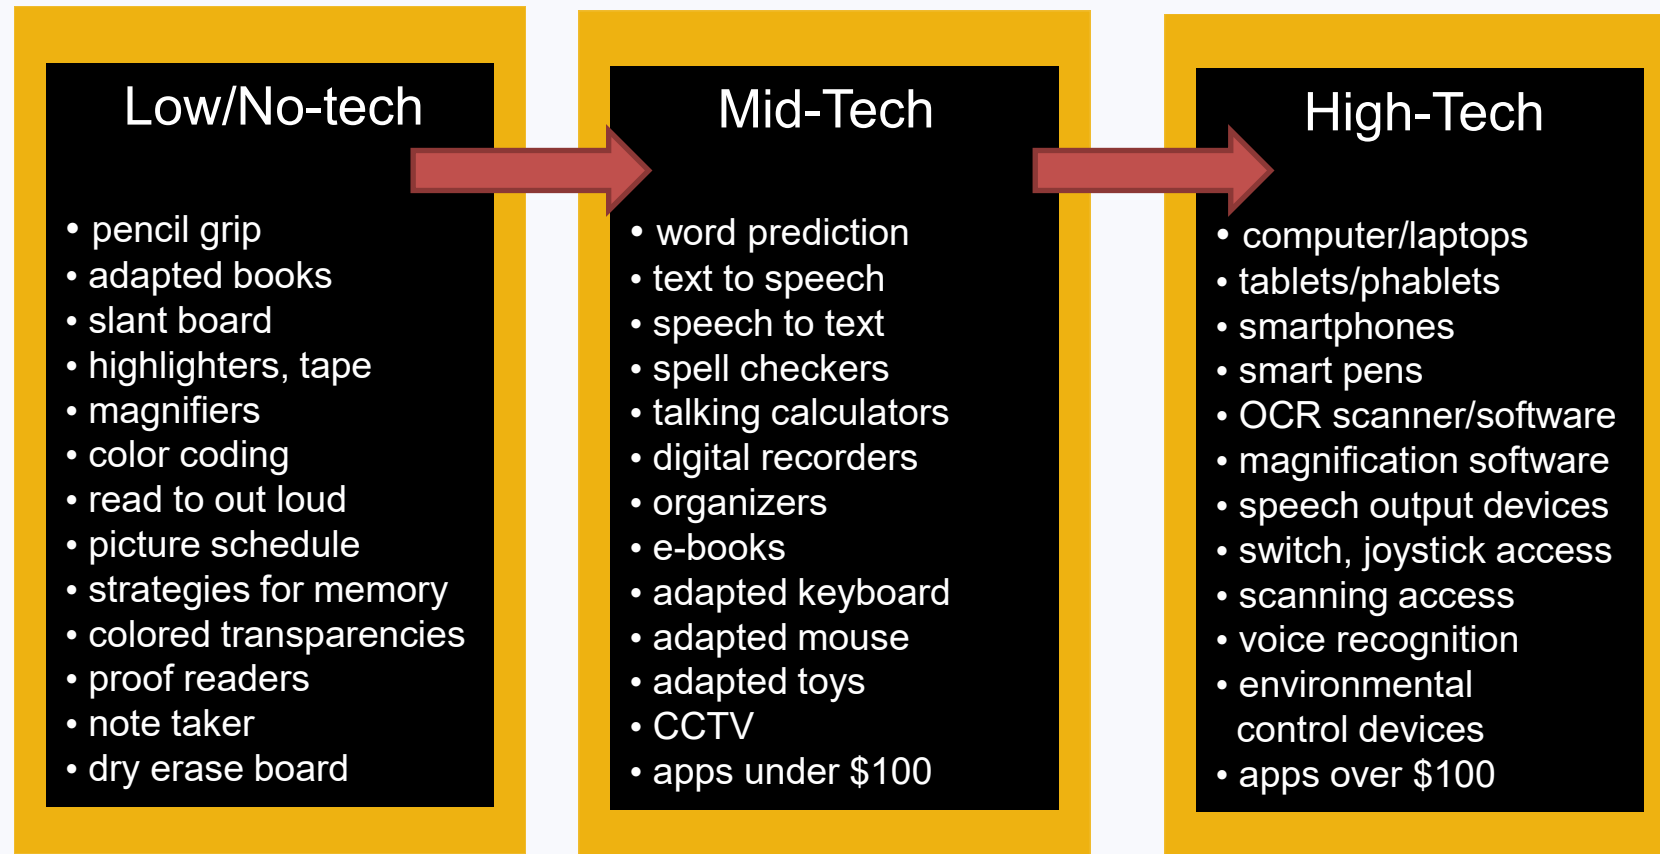 Low/No-tech
• pencil grip
• adapted books
• slant board
• highlighters, tape
• magnifiers
• color coding
• read to out loud
• picture schedule
• strategies for memory
• colored transparencies
• proof readers
• note taker
• dry erase board
Mid-Tech
• word prediction
• text to speech
• speech to text
• spell checkers
• talking calculators
• digital recorders
• organizers
• e-books
• adapted keyboard
• adapted mouse
• adapted toys
• CCTV
• apps under $100
High-Tech
• computer/laptops
• tablets/phablets
• smartphones
• smart pens
• OCR scanner/software
• magnification software
• speech output devices
• switch, joystick access
• scanning access
• voice recognition
• environmental
control devices
• apps over $100